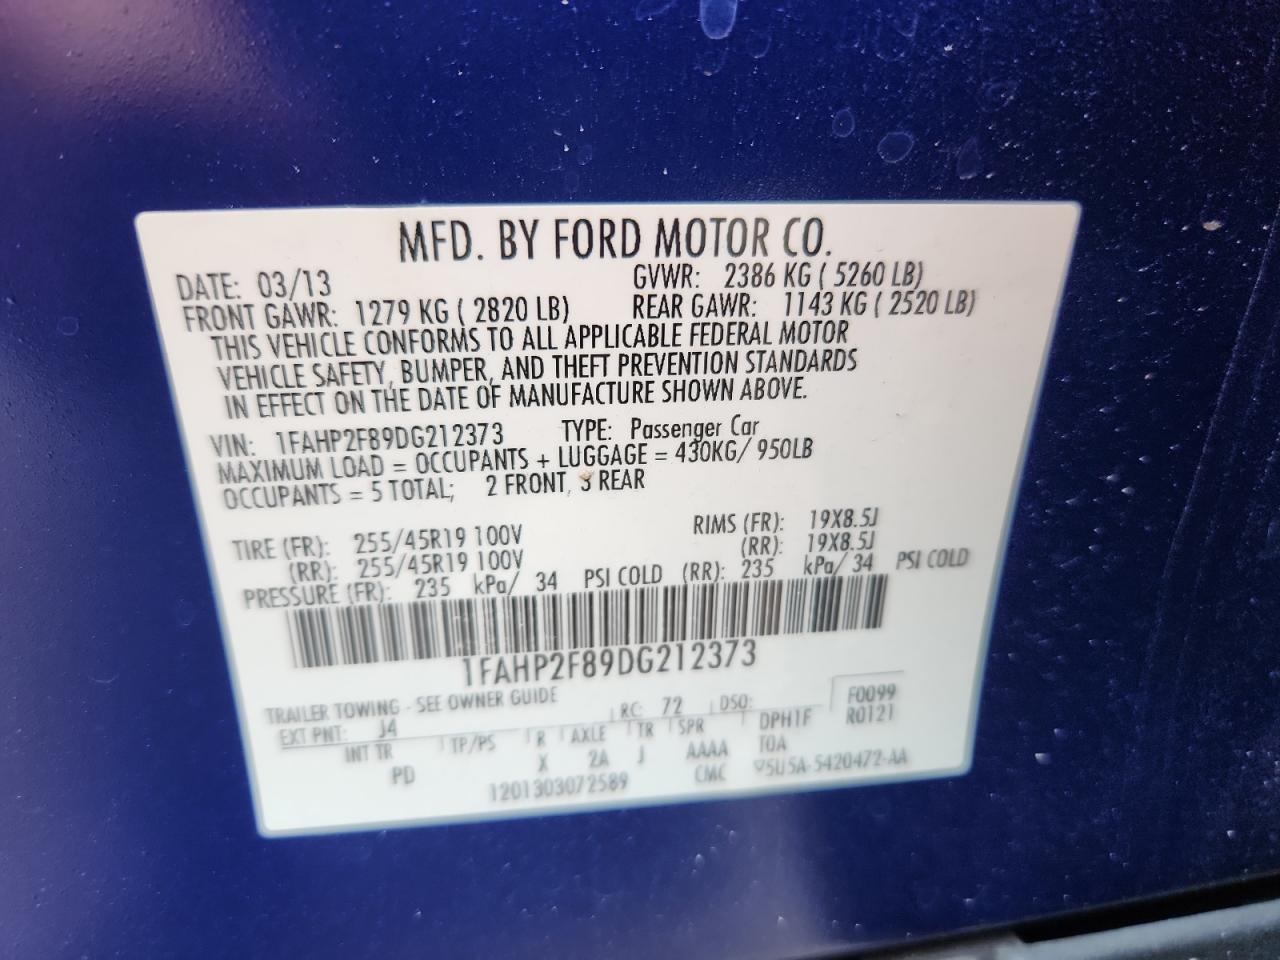 MFD. BY FORD MOTOR CO.
DATE: 03/13 GVWR: 2386 KG ( 5260 LB)
FRONT GAWR: 1279 KG ( 2820 LB) REAR GAWR: 1143 KG ( 2520 LB)
THIS VEHICLE CONFORMS TO ALL APPLICABLE FEDERAL MOTOR
VEHICLE SAFETY, BUMPER, AND THEFT PREVENTION STANDARDS
IN EFFECT ON THE DATE OF MANUFACTURE SHOWN ABOVE.
VIN: 1FAHP2F89DG212373 TYPE: Passenger Car
MAXIMUM LOAD = OCCUPANTS + LUGGAGE = 430KG/ 950LB
OCCUPANTS = 5 TOTAL; 2 FRONT, 3 REAR
TIRE (FR): 255/45R19 100V RIMS (FR): 19X8.5J
(RR): 255/45R19 100V (RR): 19X8.5J
PRESSURE (FR): 235 kPa/ 34 PSI COLD (RR): 235 kPa/ 34 PSI COLD
1FAHP2F89DG212373
TRAILER TOWING - SEE OWNER GUIDE
EXT PNT: J4 RC: 72 DSO: F0099
R0121
INT TR TP/PS R AXLE TR SPR DPH1F
PD X 2A J AAAA T0A
1201303072589 CMC 5U5A-5420472-AA